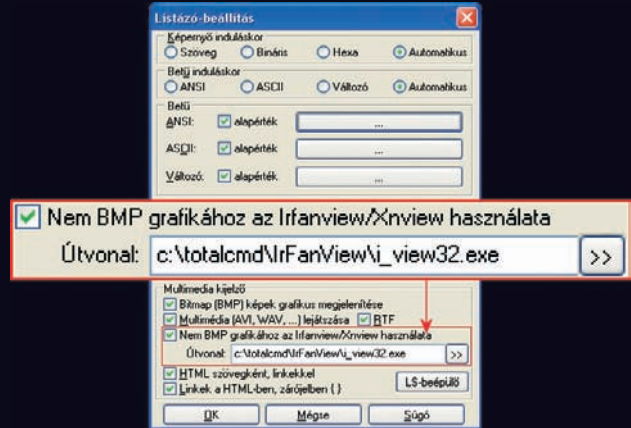 Listázó-beállítás
Képernyő induláskor
Szöveg Bináris Hexa Automatikus
Betű induláskor
ANSI ASCII Változó Automatikus
Betű
ANSI: alapérték ...
ASCII: alapérték ...
Változó: alapérték ...
Nem BMP grafikához az Irfanview/Xnview használata
Útvonal: c:\totalcmd\IrFanView\i_view32.exe >>
Multimedia kijelző
Bitmap (BMP) képek grafikus megjelenítése
Multimédia (AVI, WAV, ...) lejátszása RTF
Nem BMP grafikához az Irfanview/Xnview használata
Útvonal: c:\totalcmd\IrFanView\i_view32.exe >>
HTML szövegként, linkekkel
Linkek a HTML-ben, zárójelben { }
LS-beépülő
OK Mégse Súgó